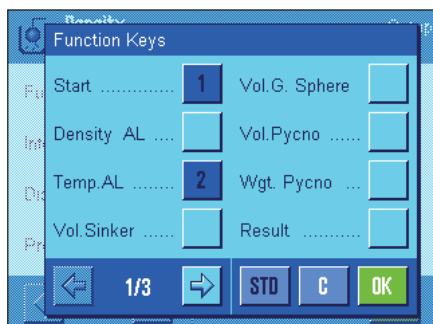 Density
Function Keys
Start .............. 1
Vol.G. Sphere
Density AL ....
Vol.Pycno ......
Temp.AL ........ 2
Wgt. Pycno ...
Vol.Sinker ......
Result ...........
1/3
STD
C
OK